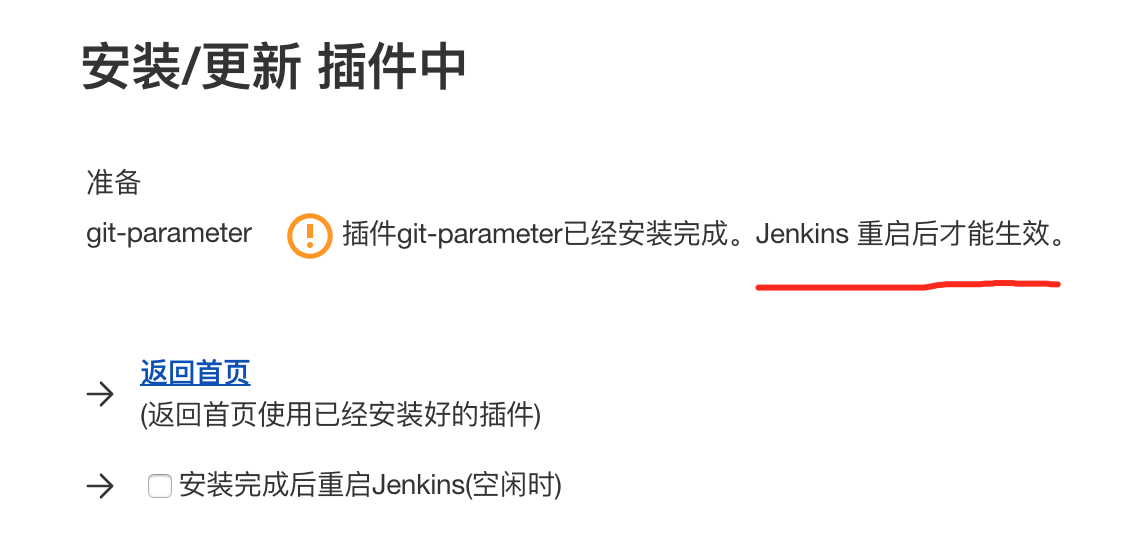 安装/更新 插件中
准备
git-parameter 插件git-parameter已经安装完成。Jenkins 重启后才能生效。
返回首页
(返回首页使用已经安装好的插件)
安装完成后重启Jenkins(空闲时)